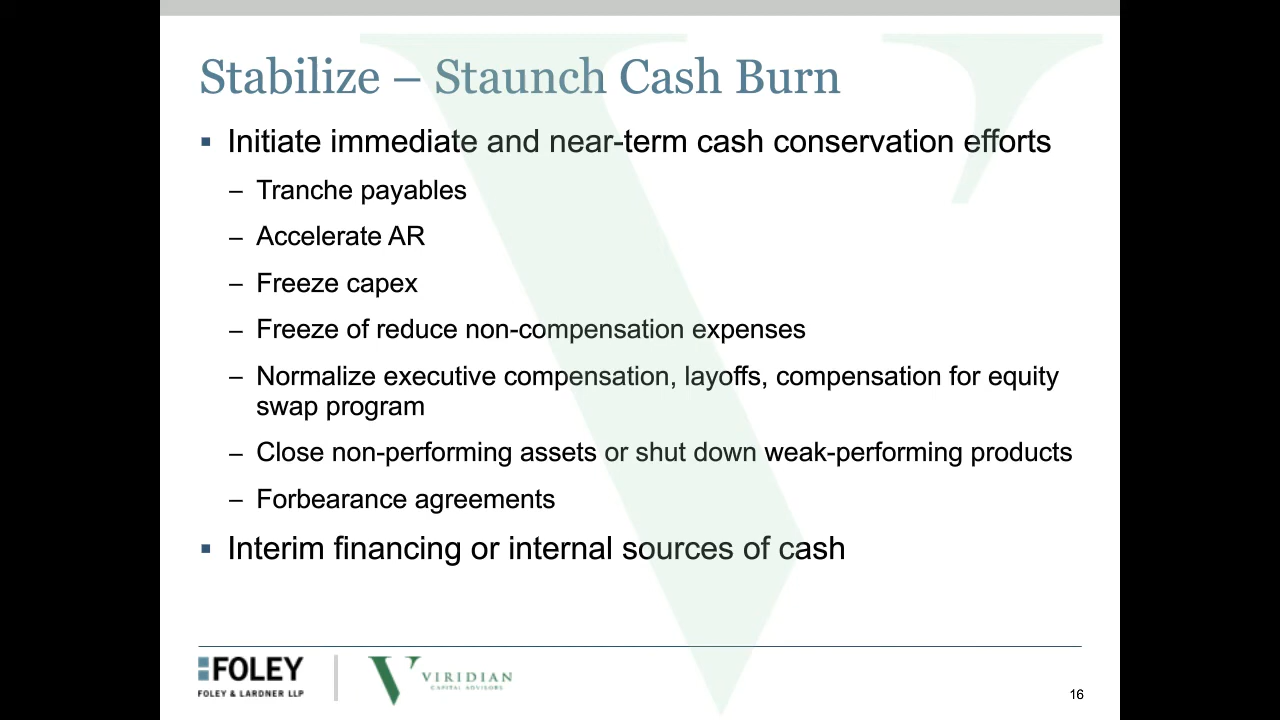 Stabilize – Staunch Cash Burn
▪ Initiate immediate and near-term cash conservation efforts
– Tranche payables
– Accelerate AR
– Freeze capex
– Freeze of reduce non-compensation expenses
– Normalize executive compensation, layoffs, compensation for equity
swap program
– Close non-performing assets or shut down weak-performing products
– Forbearance agreements
▪ Interim financing or internal sources of cash
FOLEY
FOLEY & LARDNER LLP
VIRIDIAN
CAPITAL ADVISORS
16